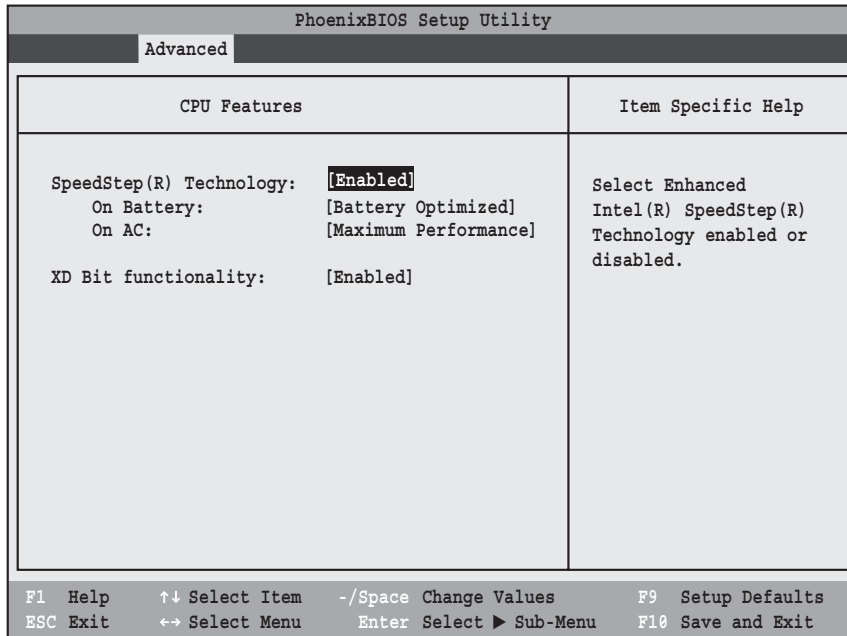 PhoenixBIOS Setup Utility
Advanced
CPU Features
Item Specific Help
SpeedStep(R) Technology: [Enabled]
On Battery: [Battery Optimized]
On AC: [Maximum Performance]
XD Bit functionality: [Enabled]
Select Enhanced
Intel(R) SpeedStep(R)
Technology enabled or
disabled.
F1 Help ↑↓ Select Item -/Space Change Values F9 Setup Defaults
ESC Exit ←→ Select Menu Enter Select ▶ Sub-Menu F10 Save and Exit